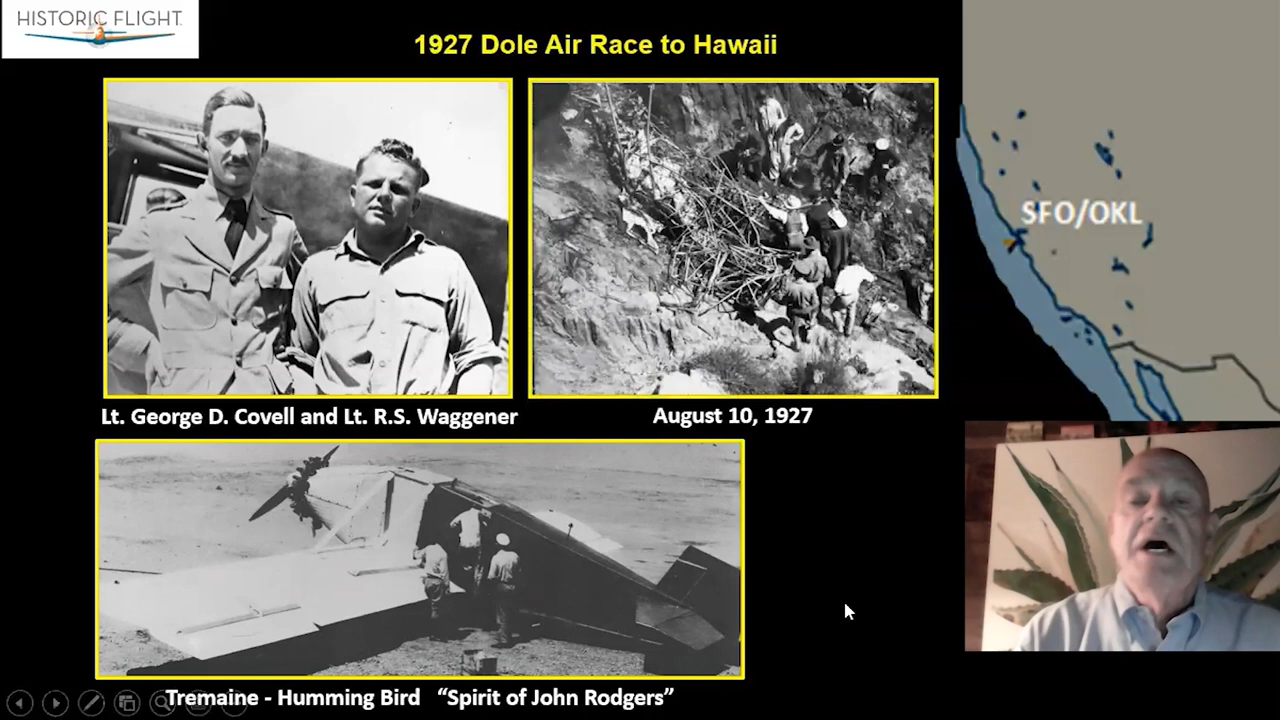 HISTORIC FLIGHT
1927 Dole Air Race to Hawaii
SFO/OKL
Lt. George D. Covell and Lt. R.S. Waggener
August 10, 1927
Tremaine - Humming Bird "Spirit of John Rodgers"